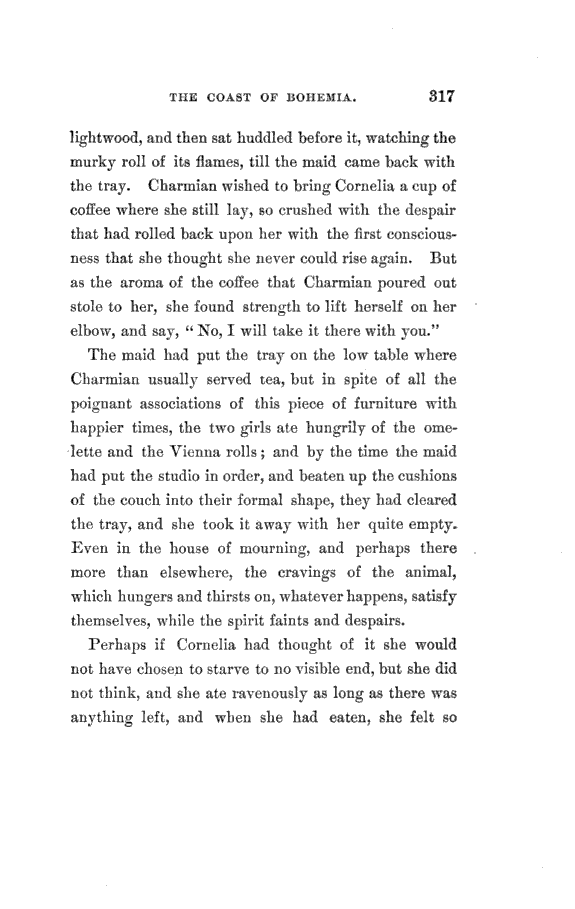 THE COAST OF BOHEMIA. 317
lightwood, and then sat huddled before it, watching the
murky roll of its flames, till the maid came back with
the tray. Charmian wished to bring Cornelia a cup of
coffee where she still lay, so crushed with the despair
that had rolled back upon her with the first conscious-
ness that she thought she never could rise again. But
as the aroma of the coffee that Charmian poured out
stole to her, she found strength to lift herself on her
elbow, and say, “ No, I will take it there with you.”
The maid had put the tray on the low table where
Charmian usually served tea, but in spite of all the
poignant associations of this piece of furniture with
happier times, the two girls ate hungrily of the ome-
lette and the Vienna rolls ; and by the time the maid
had put the studio in order, and beaten up the cushions
of the couch into their formal shape, they had cleared
the tray, and she took it away with her quite empty.
Even in the house of mourning, and perhaps there
more than elsewhere, the cravings of the animal,
which hungers and thirsts on, whatever happens, satisfy
themselves, while the spirit faints and despairs.
Perhaps if Cornelia had thought of it she would
not have chosen to starve to no visible end, but she did
not think, and she ate ravenously as long as there was
anything left, and when she had eaten, she felt so